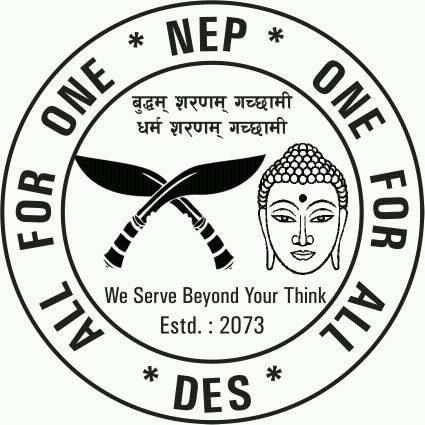 ALL FOR ONE * NEP * ONE FOR ALL
* DES *
बुद्धम् शरणम् गच्छामी
धर्म शरणम् गच्छामी
We Serve Beyond Your Think
Estd. : 2073